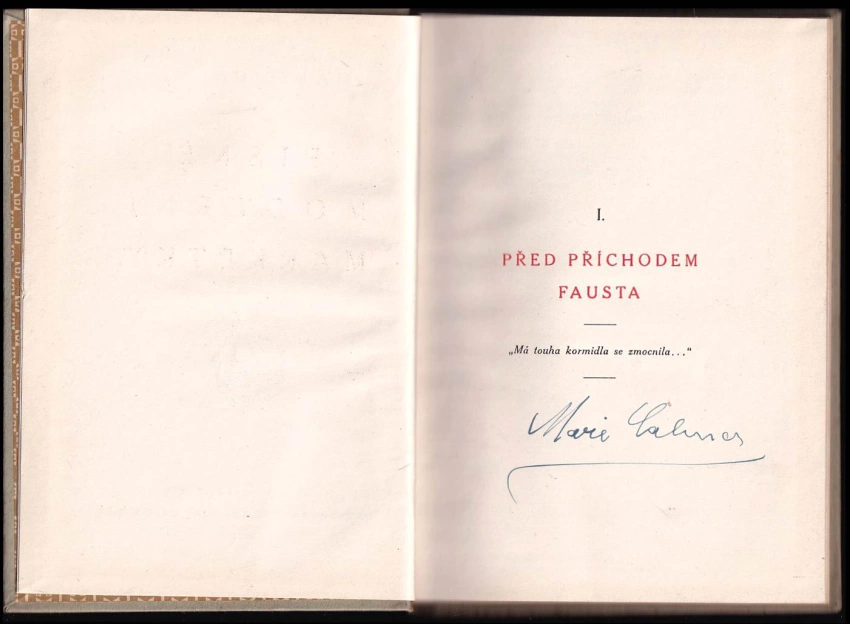 I.
PŘED PŘÍCHODEM
FAUSTA
„Má touha kormidla se zmocnila...“
Marie